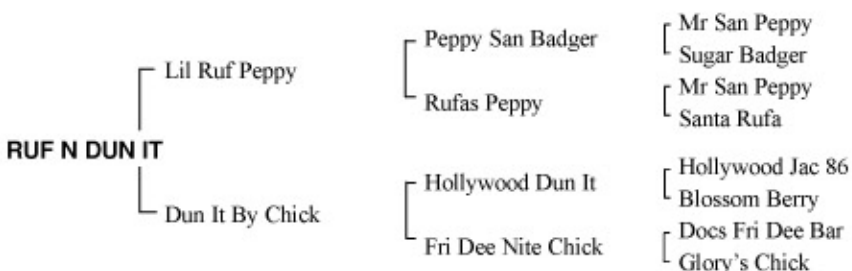 Mr San Peppy
Peppy San Badger
Sugar Badger
Lil Ruf Peppy
Mr San Peppy
Rufas Peppy
Santa Rufa
RUF N DUN IT
Hollywood Jac 86
Hollywood Dun It
Blossom Berry
Dun It By Chick
Docs Fri Dee Bar
Fri Dee Nite Chick
Glory's Chick